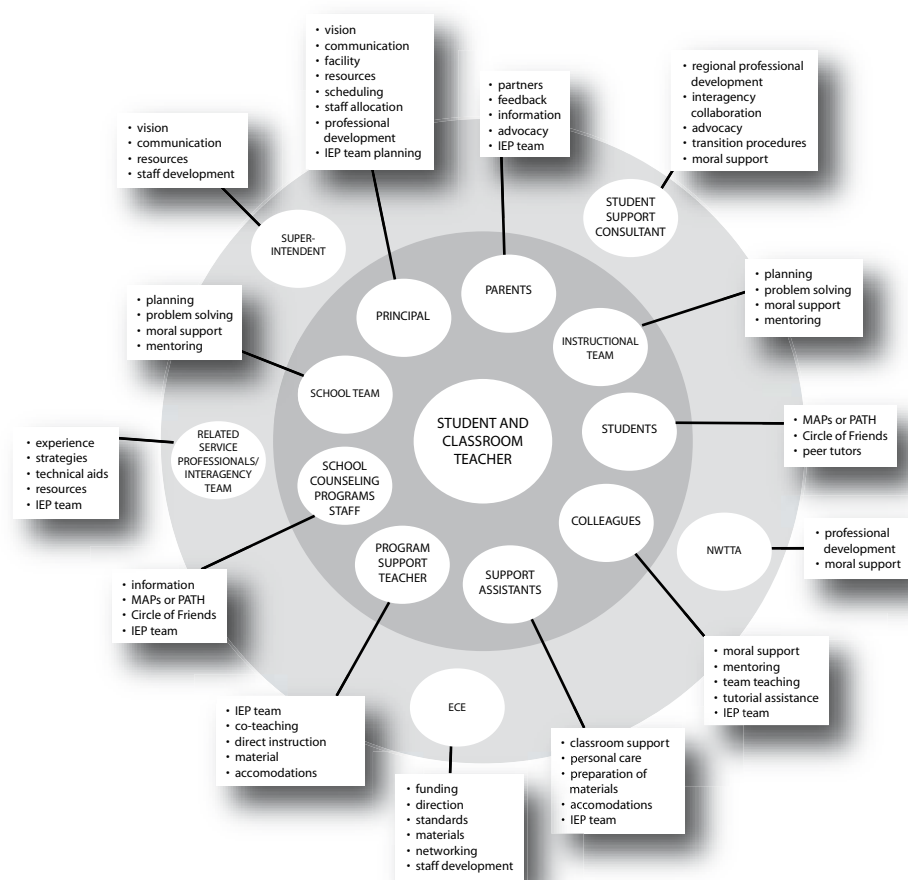 • vision
• communication
• facility
• resources
• scheduling
• staff allocation
• professional
development
• IEP team planning
• partners
• feedback
• information
• advocacy
• IEP team
• regional professional
development
• interagency
collaboration
• advocacy
• transition procedures
• moral support
• vision
• communication
• resources
• staff development
STUDENT
SUPPORT
CONSULTANT
SUPER-
INTENDENT
PARENTS
PRINCIPAL
• planning
• problem solving
• moral support
• mentoring
• planning
• problem solving
• moral support
• mentoring
INSTRUCTIONAL
TEAM
SCHOOL TEAM
STUDENT AND
CLASSROOM
TEACHER
STUDENTS
• MAPs or PATH
• Circle of Friends
• peer tutors
• experience
• strategies
• technical aids
• resources
• IEP team
RELATED
SERVICE
PROFESSIONALS/
INTERAGENCY
TEAM
SCHOOL
COUNSELING
PROGRAMS
STAFF
COLLEAGUES
NWTTA
• professional
development
• moral support
PROGRAM
SUPPORT
TEACHER
SUPPORT
ASSISTANTS
• information
• MAPs or PATH
• Circle of Friends
• IEP team
• moral support
• mentoring
• team teaching
• tutorial assistance
• IEP team
ECE
• IEP team
• co-teaching
• direct instruction
• material
• accomodations
• classroom support
• personal care
• preparation of
materials
• accomodations
• IEP team
• funding
• direction
• standards
• materials
• networking
• staff development